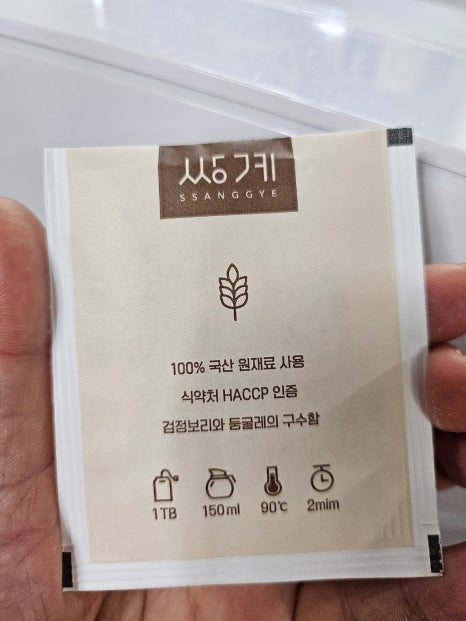 쌍계
SSANGGYE
100% 국산 원재료 사용
식약처 HACCP 인증
검정보리와 둥굴레의 구수함
1TB 150ml 90℃ 2mim